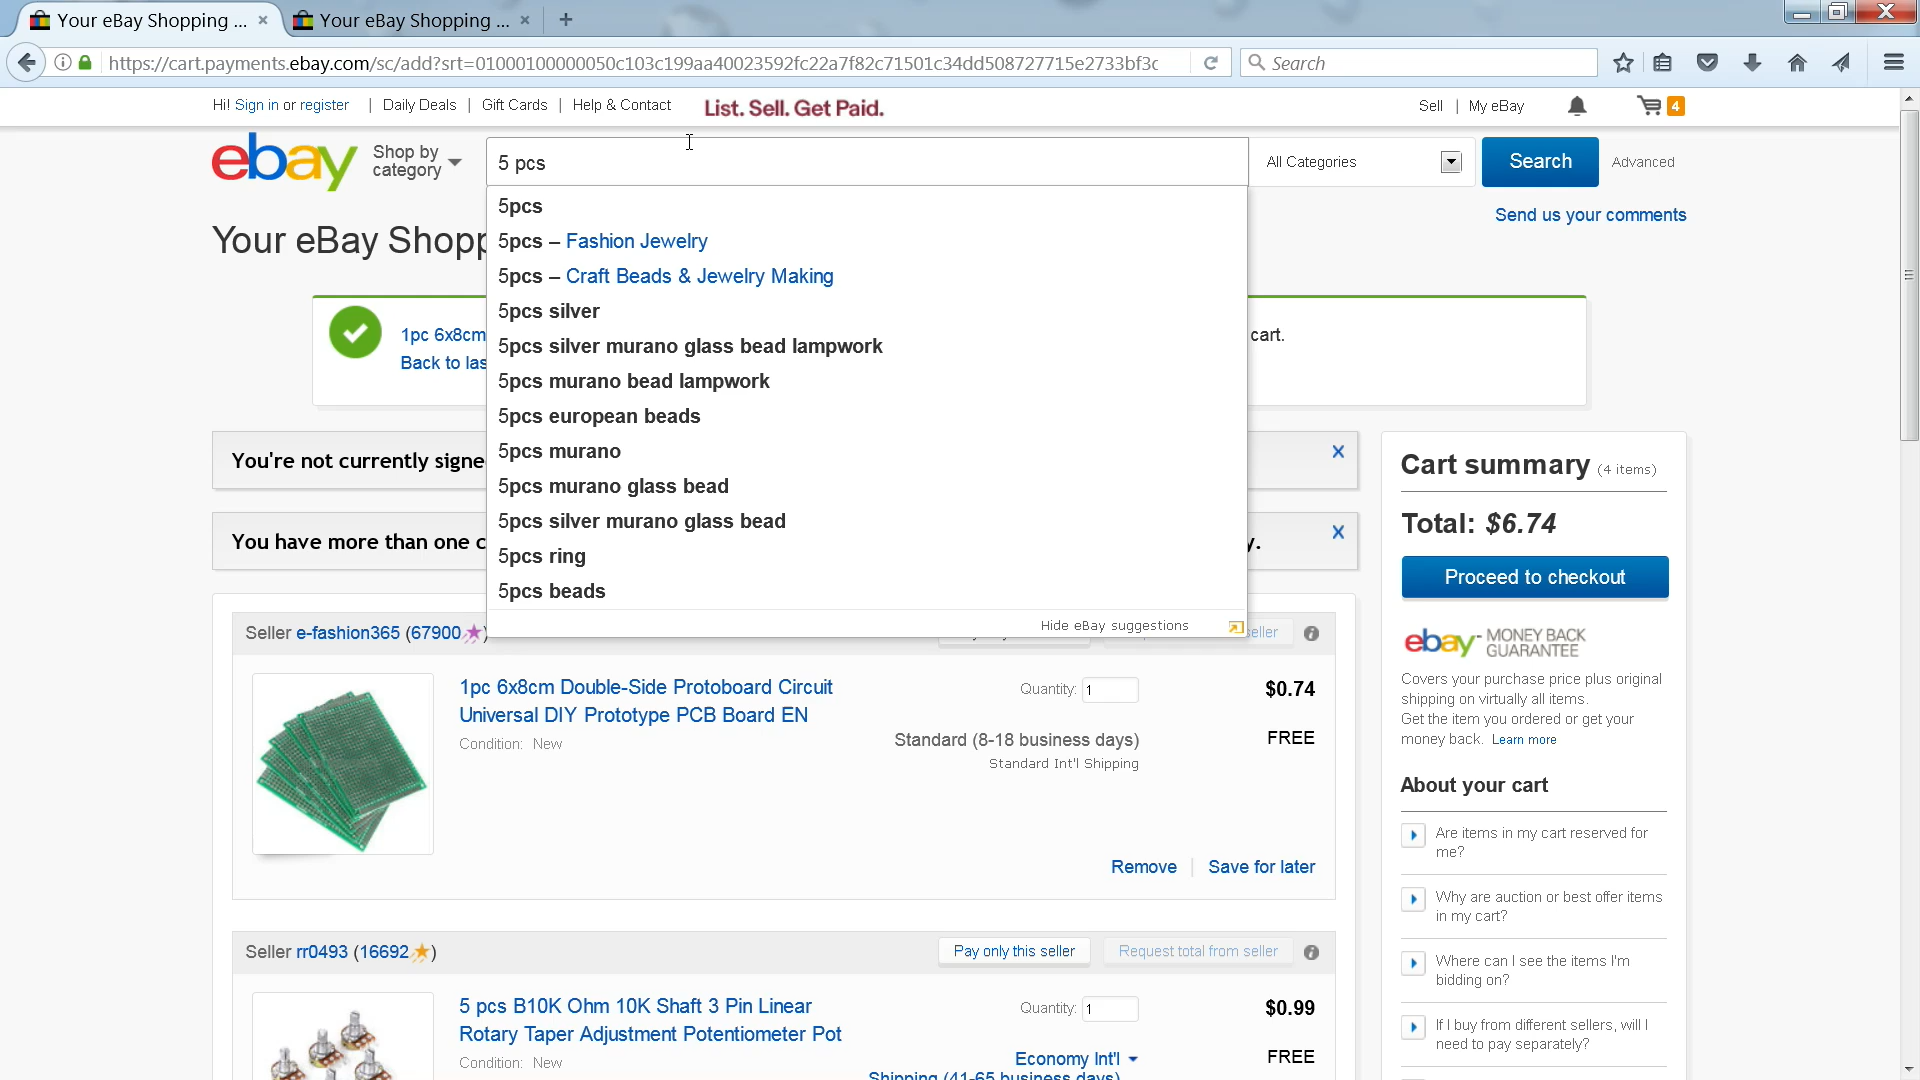 Your eBay Shopping ...
Your eBay Shopping ...
https://cart.payments.ebay.com/sc/add?srt=01000100000050c103c199aa40023592fc22a7f82c71501c34dd508727715e2733bf3c
Search
Hi! Sign in or register | Daily Deals | Gift Cards | Help & Contact
List. Sell. Get Paid.
Sell | My eBay
4
ebay
Shop by
category
5 pcs
All Categories
Search
Advanced
5pcs
5pcs – Fashion Jewelry
5pcs – Craft Beads & Jewelry Making
5pcs silver
5pcs silver murano glass bead lampwork
5pcs murano bead lampwork
5pcs european beads
5pcs murano
5pcs murano glass bead
5pcs silver murano glass bead
5pcs ring
5pcs beads
Hide eBay suggestions
Send us your comments
Your eBay Shopp
1pc 6x8cm
cart.
Back to las
You're not currently signe
You have more than one c
y.
Seller e-fashion365 (67900)
eller
1pc 6x8cm Double-Side Protoboard Circuit
Universal DIY Prototype PCB Board EN
Condition: New
Quantity: 1
$0.74
Standard (8-18 business days)
FREE
Standard Int'l Shipping
Remove | Save for later
Seller rr0493 (16692)
Pay only this seller
Request total from seller
5 pcs B10K Ohm 10K Shaft 3 Pin Linear
Rotary Taper Adjustment Potentiometer Pot
Condition: New
Quantity: 1
$0.99
Economy Int'l
FREE
Shipping (41-65 business days)
Cart summary (4 items)
Total: $6.74
Proceed to checkout
ebay MONEY BACK
GUARANTEE
Covers your purchase price plus original
shipping on virtually all items.
Get the item you ordered or get your
money back. Learn more
About your cart
Are items in my cart reserved for
me?
Why are auction or best offer items
in my cart?
Where can I see the items I'm
bidding on?
If I buy from different sellers, will I
need to pay separately?